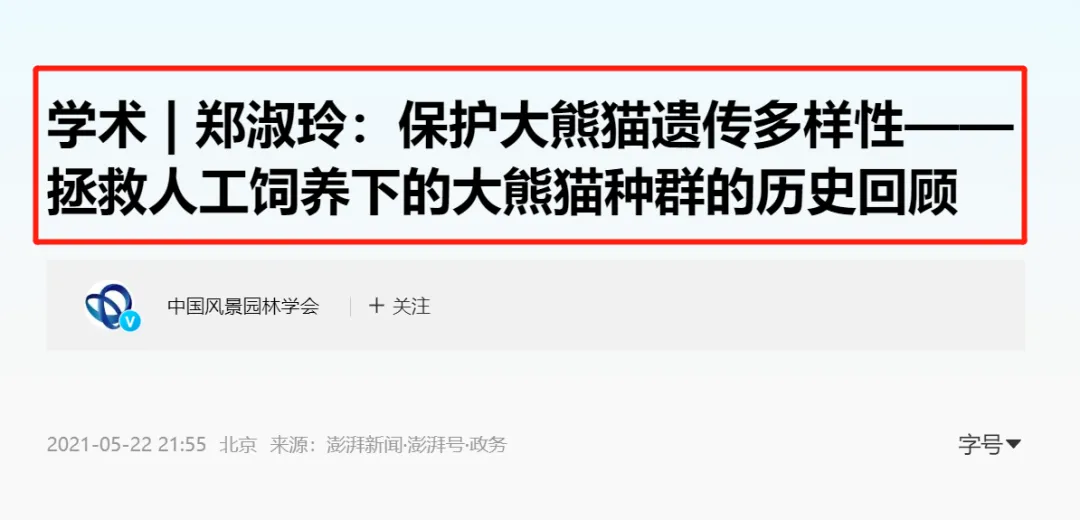 学术 | 郑淑玲：保护大熊猫遗传多样性——
拯救人工饲养下的大熊猫种群的历史回顾
中国风景园林学会 | + 关注
2021-05-22 21:55 北京 来源：澎湃新闻·澎湃号·政务 字号